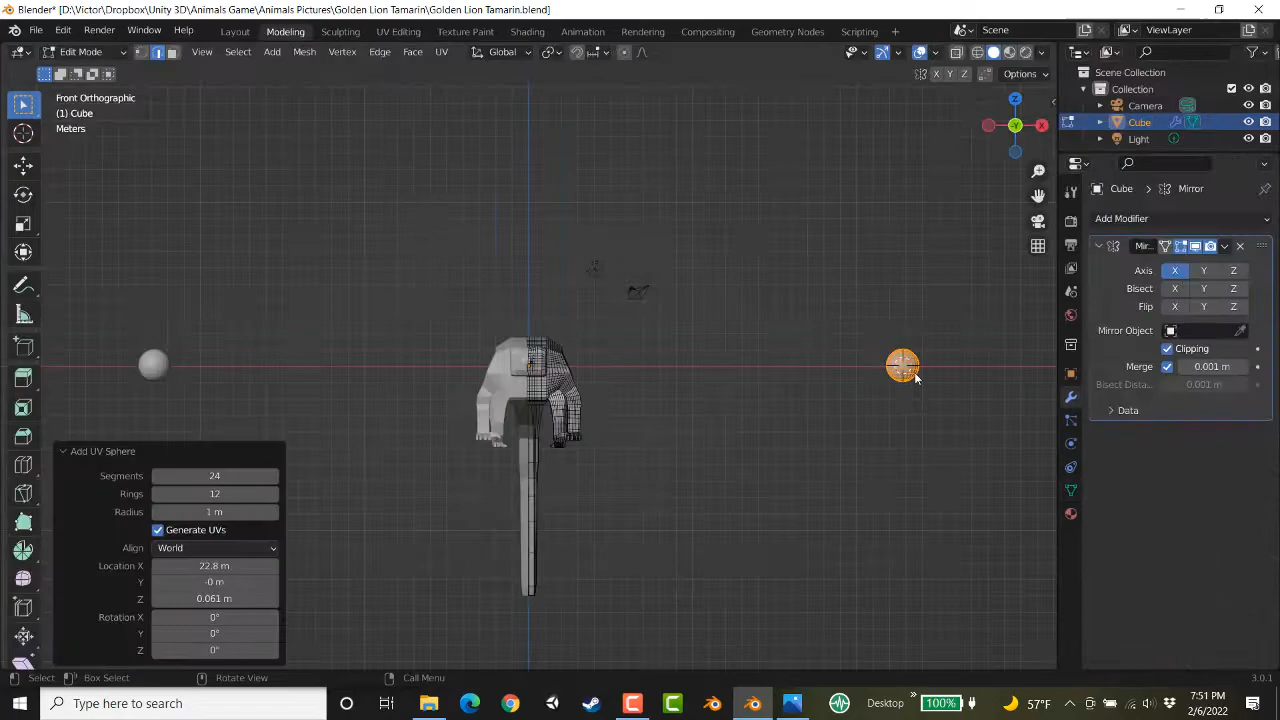 Blender* [D:\Victor\Dropbox\Unity 3D\Animals Game\Animals Pictures\Golden Lion Tamarin\Golden Lion Tamarin.blend]
File Edit Render Window Help Layout Modeling Sculpting UV Editing Texture Paint Shading Animation Rendering Compositing Geometry Nodes Scripting + Scene ViewLayer
Edit Mode View Select Add Mesh Vertex Edge Face UV Global
X Y Z Options
Front Orthographic
(1) Cube
Meters
Z
-Y
X
Scene Collection
Collection
Camera
Cube
Light
Cube > Mirror
Add Modifier
Mir...
Axis X Y Z
Bisect X Y Z
Flip X Y Z
Mirror Object
Clipping
Merge 0.001 m
Bisect Dista... 0.001 m
Data
Add UV Sphere
Segments 24
Rings 12
Radius 1 m
Generate UVs
Align World
Location X 22.8 m
Y -0 m
Z 0.061 m
Rotation X 0°
Y 0°
Z 0°
Select Box Select Rotate View Call Menu 3.0.1
Type here to search
Desktop
100%
57°F
7:51 PM
2/6/2022